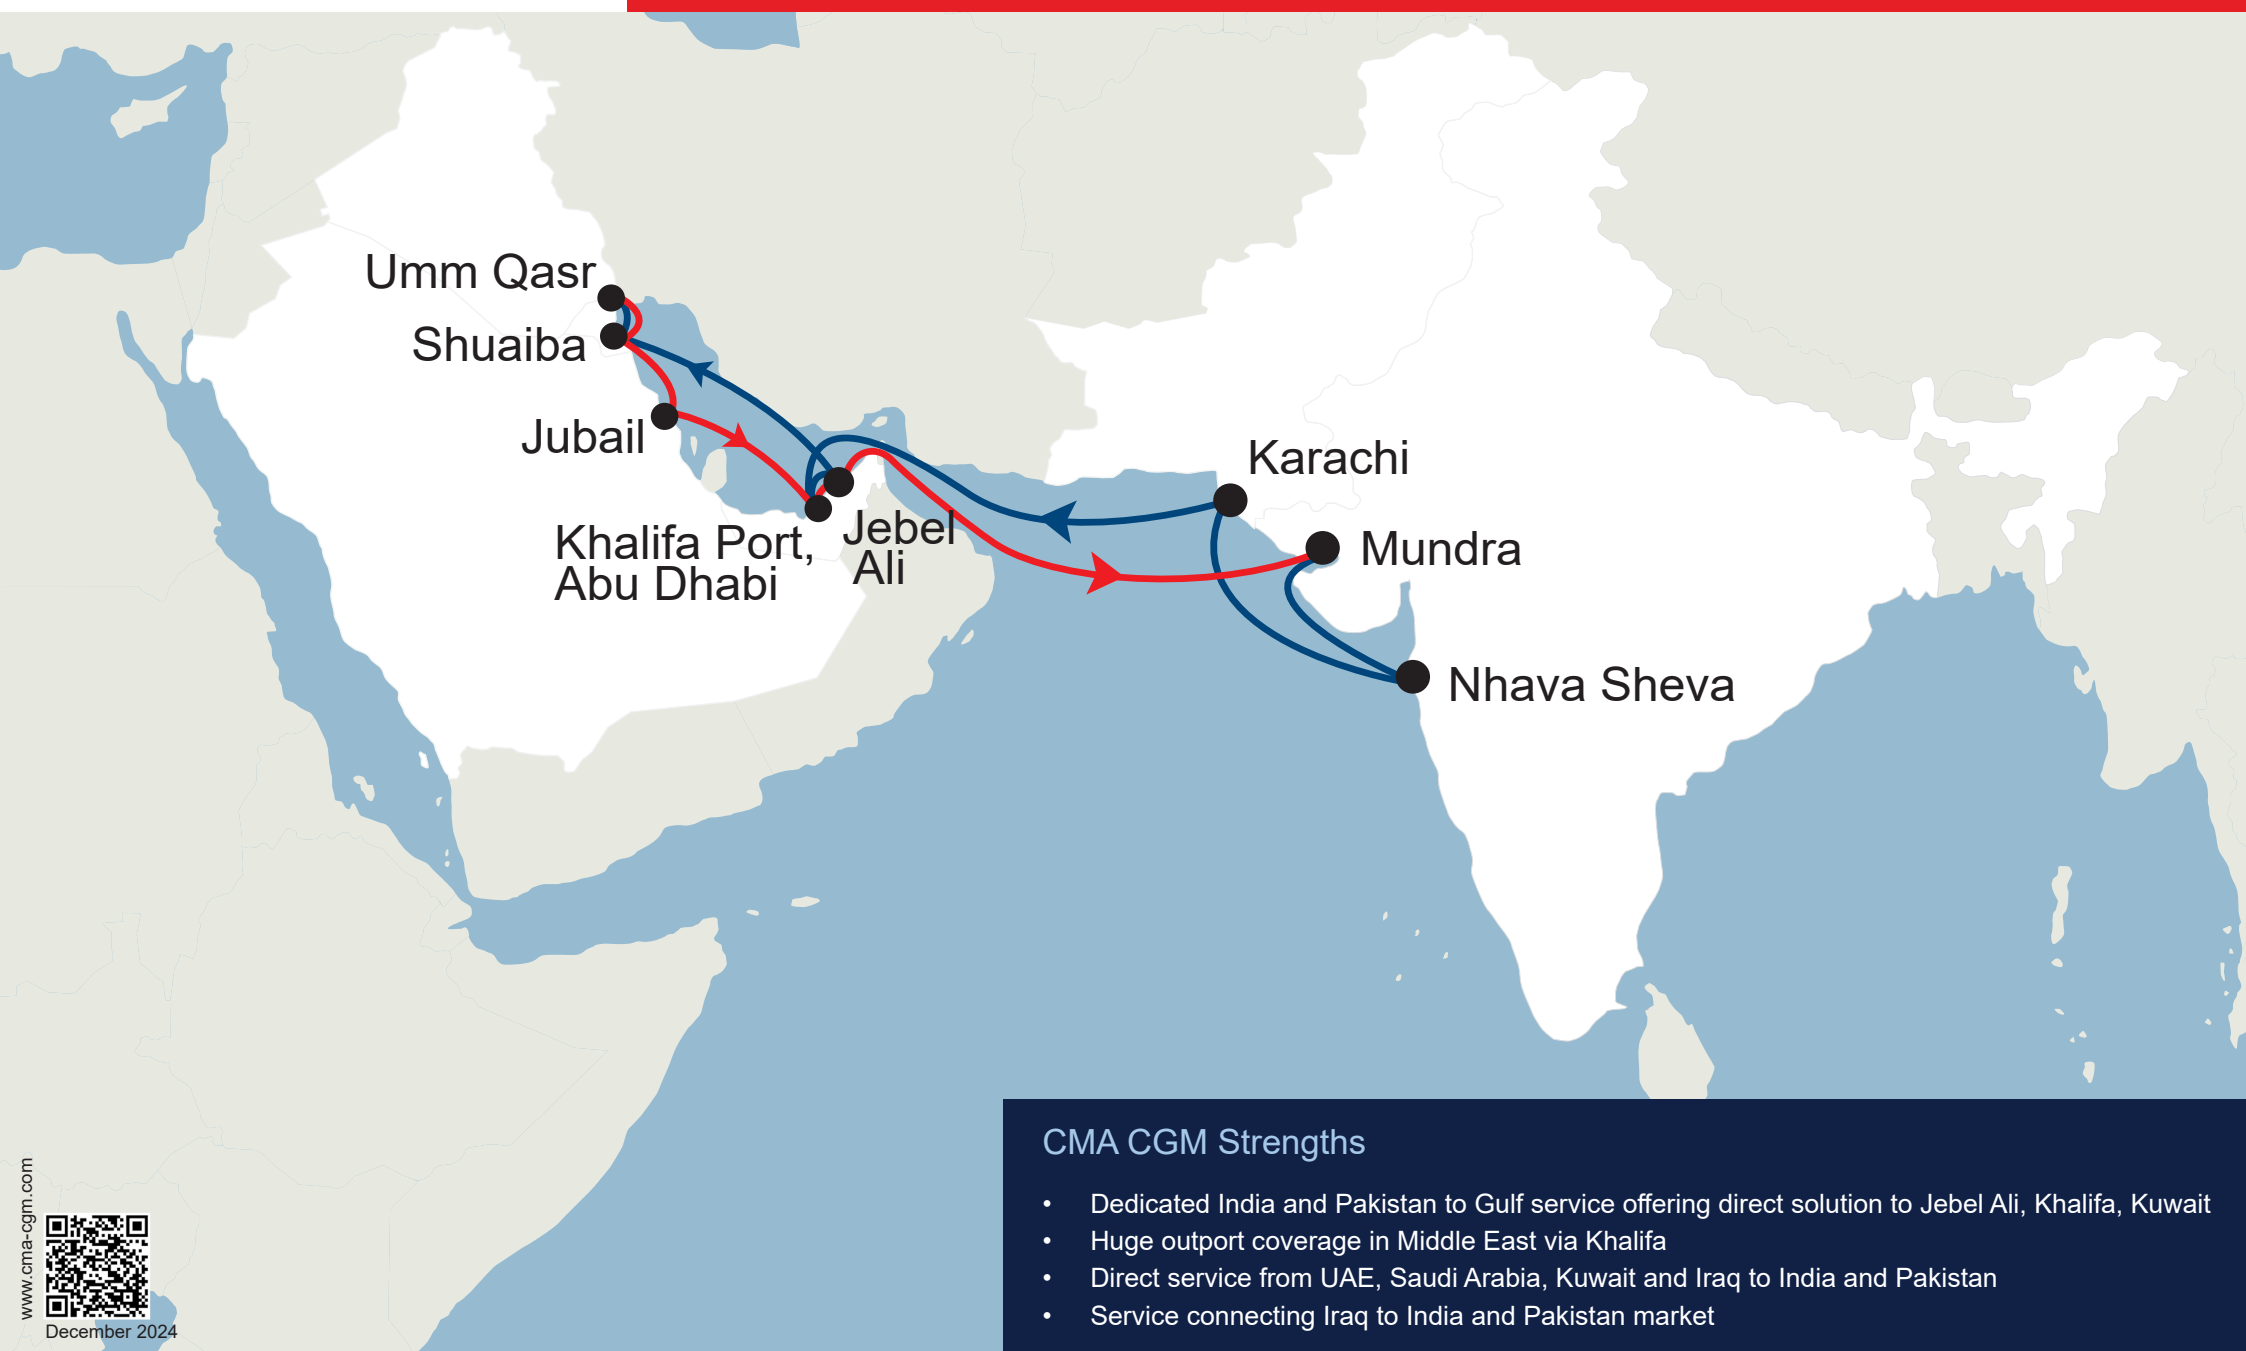 Umm Qasr
Shuaiba
Jubail
Khalifa Port,
Abu Dhabi
Jebel
Ali
Karachi
Mundra
Nhava Sheva
CMA CGM Strengths
• Dedicated India and Pakistan to Gulf service offering direct solution to Jebel Ali, Khalifa, Kuwait
• Huge outport coverage in Middle East via Khalifa
• Direct service from UAE, Saudi Arabia, Kuwait and Iraq to India and Pakistan
• Service connecting Iraq to India and Pakistan market
www.cma-cgm.com
December 2024